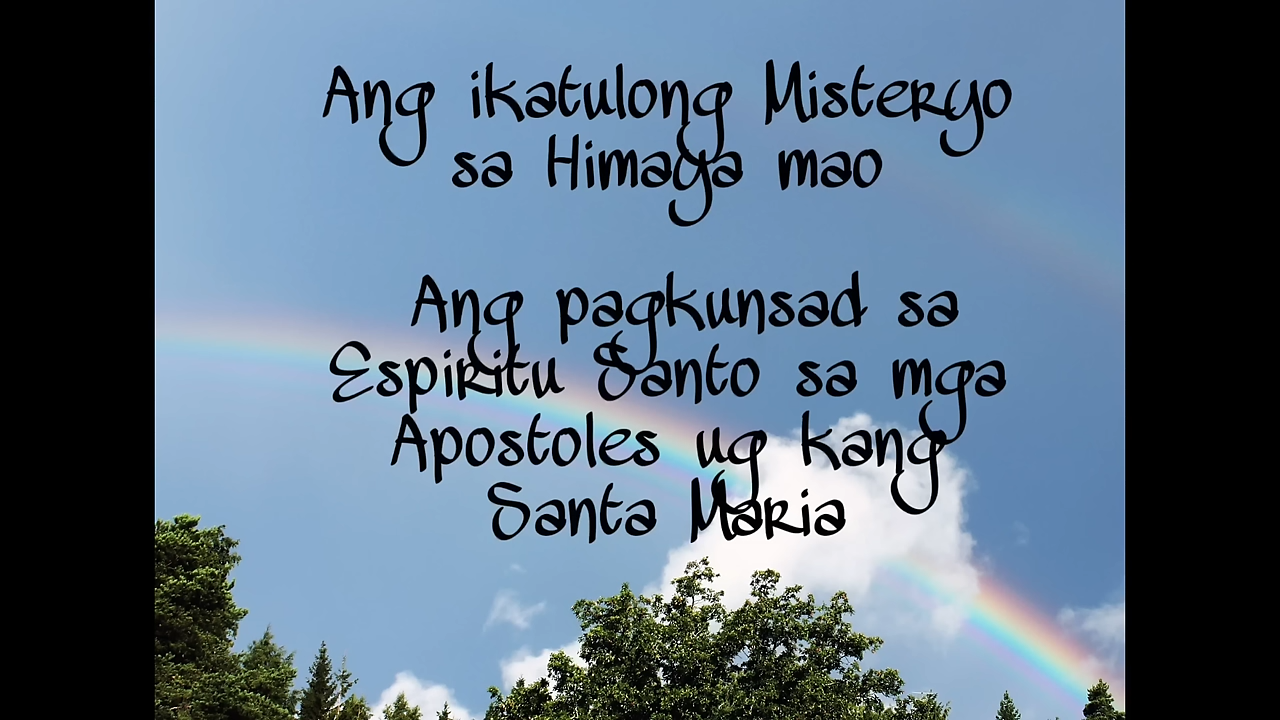 Ang ikatulong Misteryo
sa Himaya mao
Ang pagkunsad sa
Espiritu Santo sa mga
Apostoles ug kang
Santa Maria